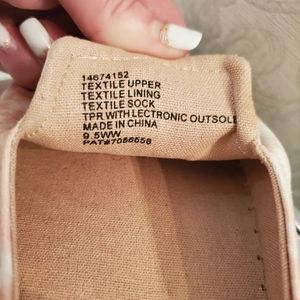 14674152
TEXTILE UPPER
TEXTILE LINING
TEXTILE SOCK
TPR WITH LECTRONIC OUTSOLE
MADE IN CHINA
9.5WW
PAT#7056558